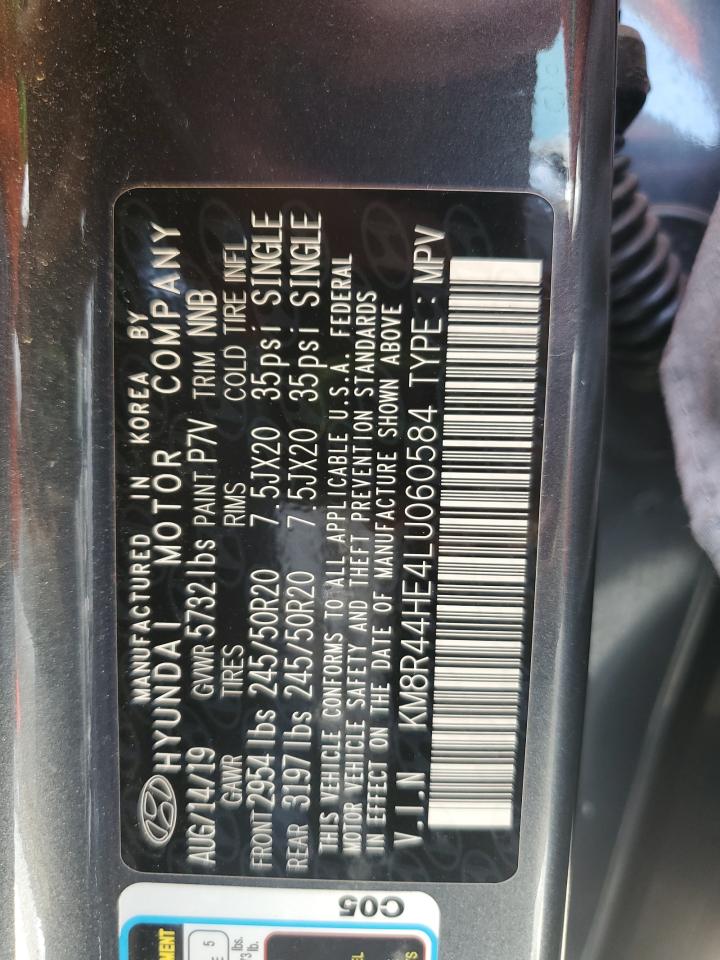 MANUFACTURED IN KOREA BY
HYUNDAI MOTOR COMPANY
AUG/14/19 GVWR 5732lbs PAINT P7V TRIM NNB
GAWR TIRES RIMS COLD TIRE INFL
FRONT 2954lbs 245/50R20 7.5JX20 35psi SINGLE
REAR 3197lbs 245/50R20 7.5JX20 35psi SINGLE
THIS VEHICLE CONFORMS TO ALL APPLICABLE U.S.A. FEDERAL
MOTOR VEHICLE SAFETY AND THEFT PREVENTION STANDARDS
IN EFFECT ON THE DATE OF MANUFACTURE SHOWN ABOVE
V.I.N KM8R44HE4LU060584 TYPE : MPV
C05
5
lbs.
lb.